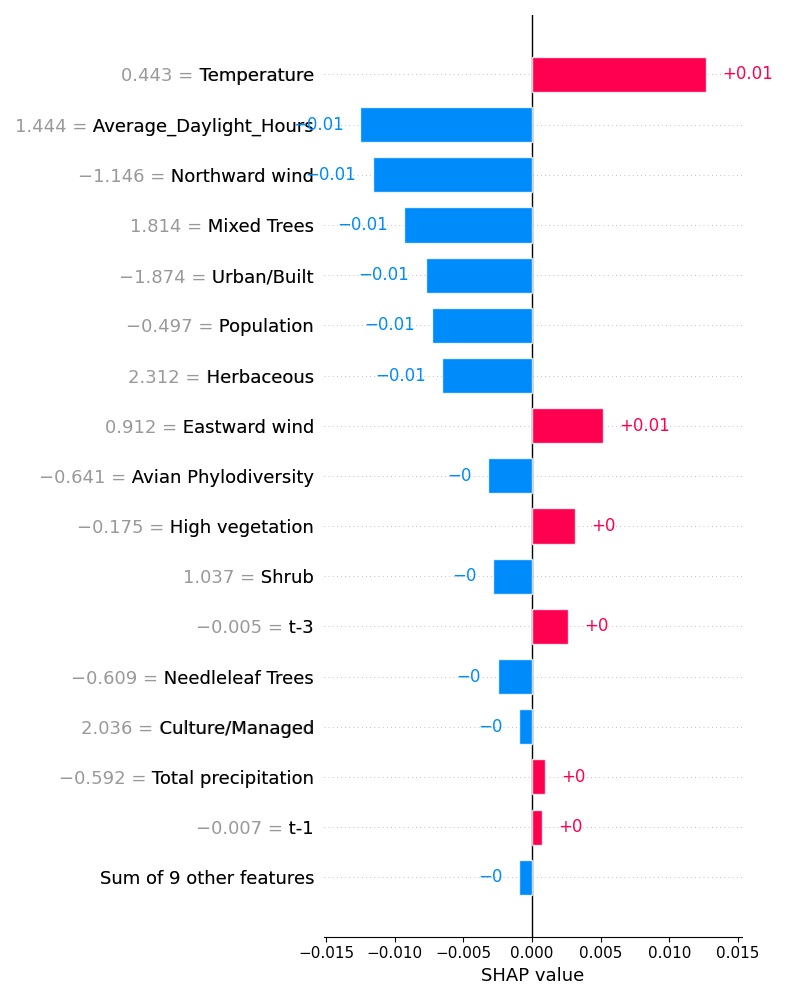 0.443 = Temperature +0.01
1.444 = Average_Daylight_Hours −0.01
−1.146 = Northward wind −0.01
1.814 = Mixed Trees −0.01
−1.874 = Urban/Built −0.01
−0.497 = Population −0.01
2.312 = Herbaceous −0.01
0.912 = Eastward wind +0.01
−0.641 = Avian Phylodiversity −0
−0.175 = High vegetation +0
1.037 = Shrub −0
−0.005 = t-3 +0
−0.609 = Needleleaf Trees −0
2.036 = Culture/Managed −0
−0.592 = Total precipitation +0
−0.007 = t-1 +0
Sum of 9 other features −0
−0.015 −0.010 −0.005 0.000 0.005 0.010 0.015
SHAP value